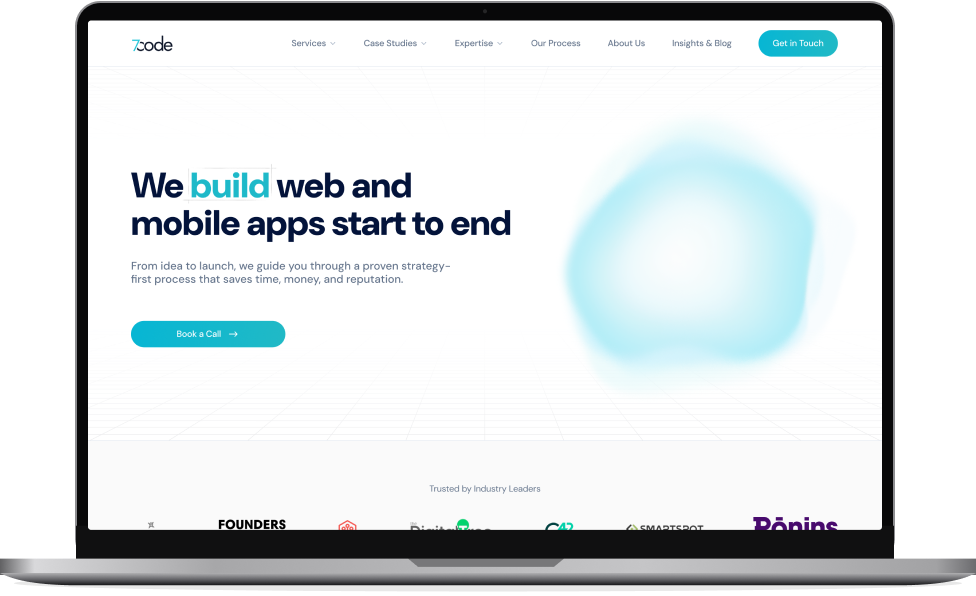 7code
Services
Case Studies
Expertise
Our Process
About Us
Insights & Blog
Get in Touch
We build web and
mobile apps start to end
From idea to launch, we guide you through a proven strategy-
first process that saves time, money, and reputation.
Book a Call
Trusted by Industry Leaders
FOUNDERS
SMARTSPOT
Rōnins